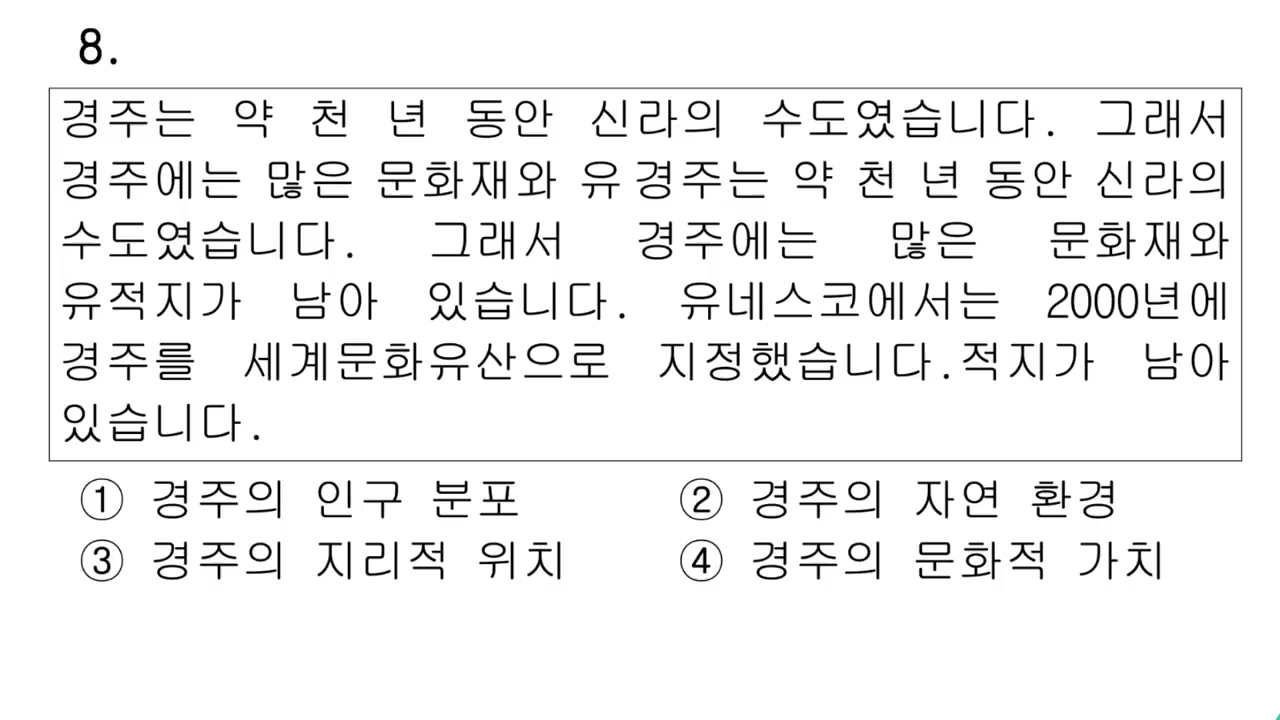 8.
경주는 약 천 년 동안 신라의 수도였습니다. 그래서
경주에는 많은 문화재와 유경주는 약 천 년 동안 신라의
수도였습니다. 그래서 경주에는 많은 문화재와
유적지가 남아 있습니다. 유네스코에서는 2000년에
경주를 세계문화유산으로 지정했습니다.적지가 남아
있습니다.
① 경주의 인구 분포 ② 경주의 자연 환경
③ 경주의 지리적 위치 ④ 경주의 문화적 가치